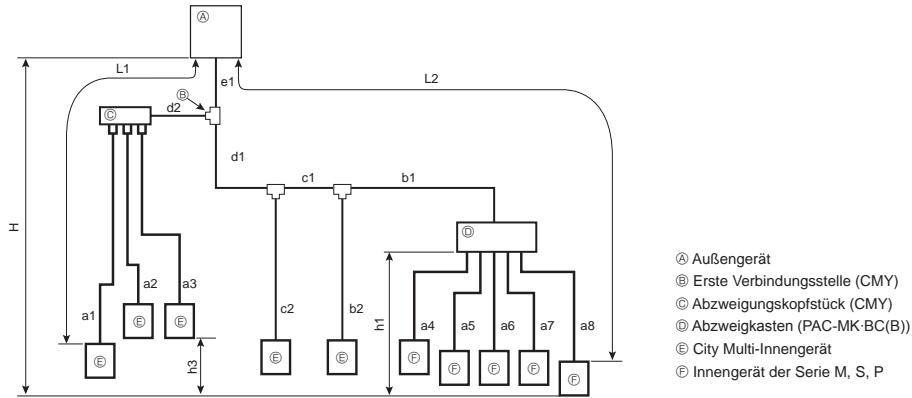 Ⓐ
L1
e1
L2
Ⓑ
d2
Ⓒ
d1
c1
b1
H
Ⓓ
a1
a2
a3
c2
b2
h1
a4
a5
a6
a7
a8
h3
Ⓔ
Ⓔ
Ⓔ
Ⓔ
Ⓔ
Ⓕ
Ⓕ
Ⓕ
Ⓕ
Ⓕ
Ⓐ Außengerät
Ⓑ Erste Verbindungsstelle (CMY)
Ⓒ Abzweigungskopfstück (CMY)
Ⓓ Abzweigkasten (PAC-MK·BC(B))
Ⓔ City Multi-Innengerät
Ⓕ Innengerät der Serie M, S, P